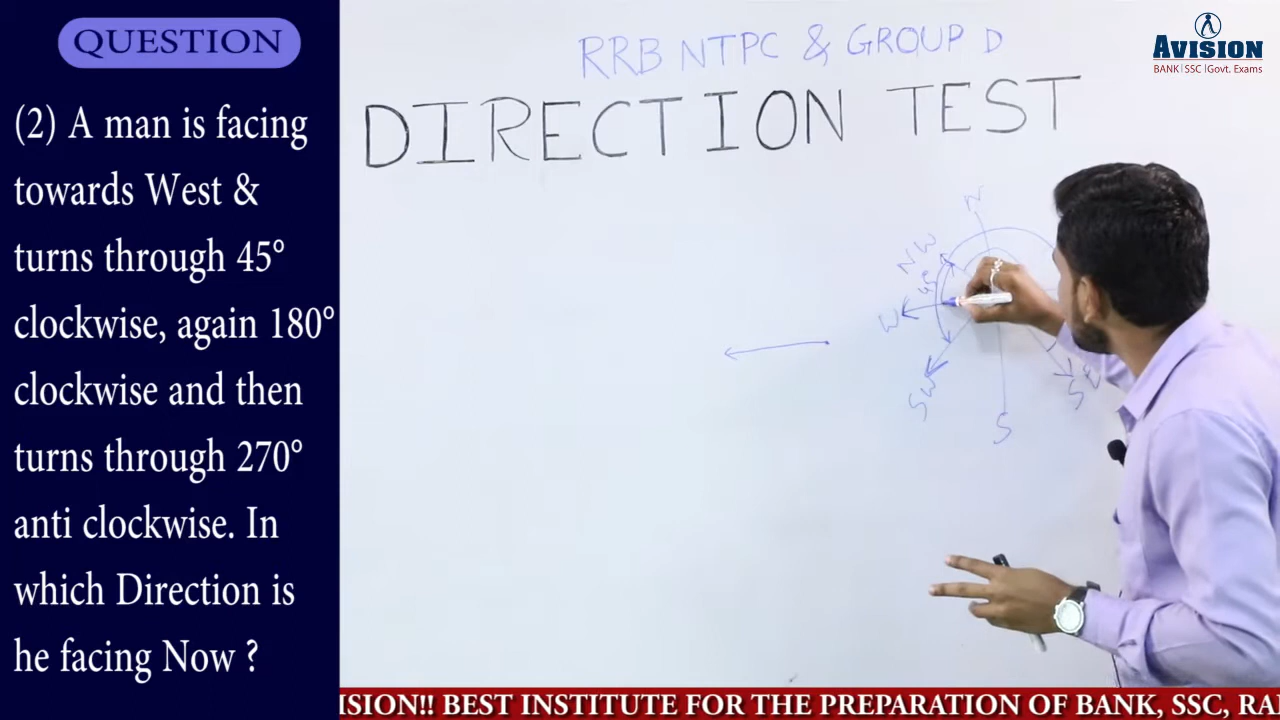 QUESTION
(2) A man is facing
towards West &
turns through 45°
clockwise, again 180°
clockwise and then
turns through 270°
anti clockwise. In
which Direction is
he facing Now ?
RRB NTPC & GROUP D
DIRECTION TEST
AVISION
BANK|SSC|Govt. Exams
N
NW
45
W
SW
S
SE
ISION!! BEST INSTITUTE FOR THE PREPARATION OF BANK, SSC, RA